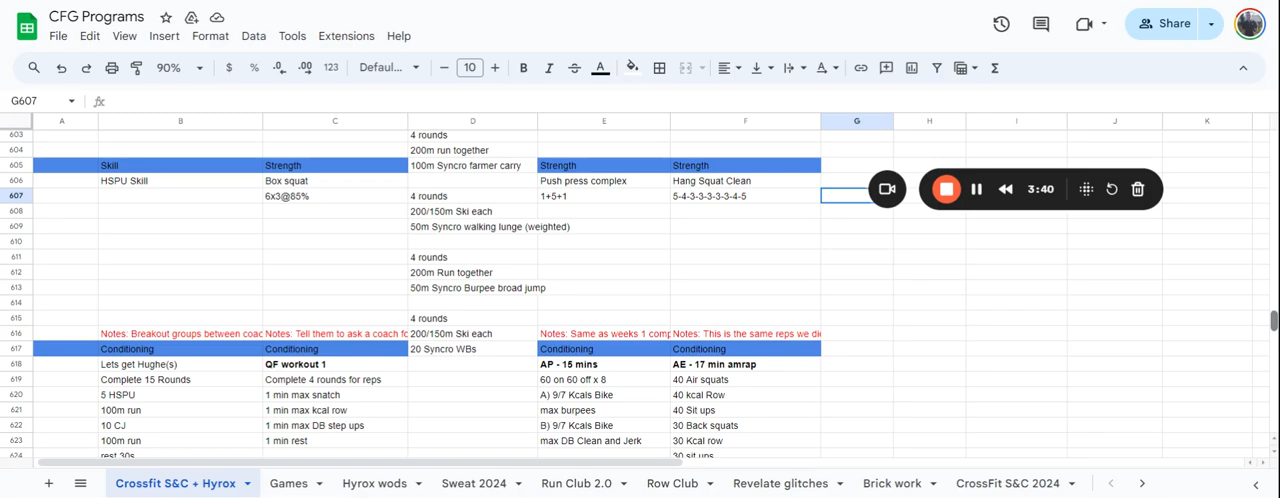 CFG Programs
Share
File Edit View Insert Format Data Tools Extensions Help
90% $ % .0 .00 123 Defaul... 10 B I A
G607 fx
A B C D E F G H I J K
603 4 rounds
604 200m run together
605 Skill Strength 100m Syncro farmer carry Strength Strength
606 HSPU Skill Box squat Push press complex Hang Squat Clean
607 6x3@85% 4 rounds 1+5+1 5-4-3-3-3-3-3-4-5
3:40
608 200/150m Ski each
609 50m Syncro walking lunge (weighted)
610
611 4 rounds
612 200m Run together
613 50m Syncro Burpee broad jump
614
615 4 rounds
616 Notes: Breakout groups between coac Notes: Tell them to ask a coach fo 200/150m Ski each Notes: Same as weeks 1 comp Notes: This is the same reps we di
617 Conditioning Conditioning 20 Syncro WBs Conditioning Conditioning
618 Lets get Hughe(s) QF workout 1 AP - 15 mins AE - 17 min amrap
619 Complete 15 Rounds Complete 4 rounds for reps 60 on 60 off x 8 40 Air squats
620 5 HSPU 1 min max snatch A) 9/7 Kcals Bike 40 kcal Row
621 100m run 1 min max kcal row max burpees 40 Sit ups
622 10 CJ 1 min max DB step ups B) 9/7 Kcals Bike 30 Back squats
623 100m run 1 min rest max DB Clean and Jerk 30 Kcal row
624 rest 30s 30 sit ups
Crossfit S&C + Hyrox Games Hyrox wods Sweat 2024 Run Club 2.0 Row Club Revelate glitches Brick work CrossFit S&C 2024